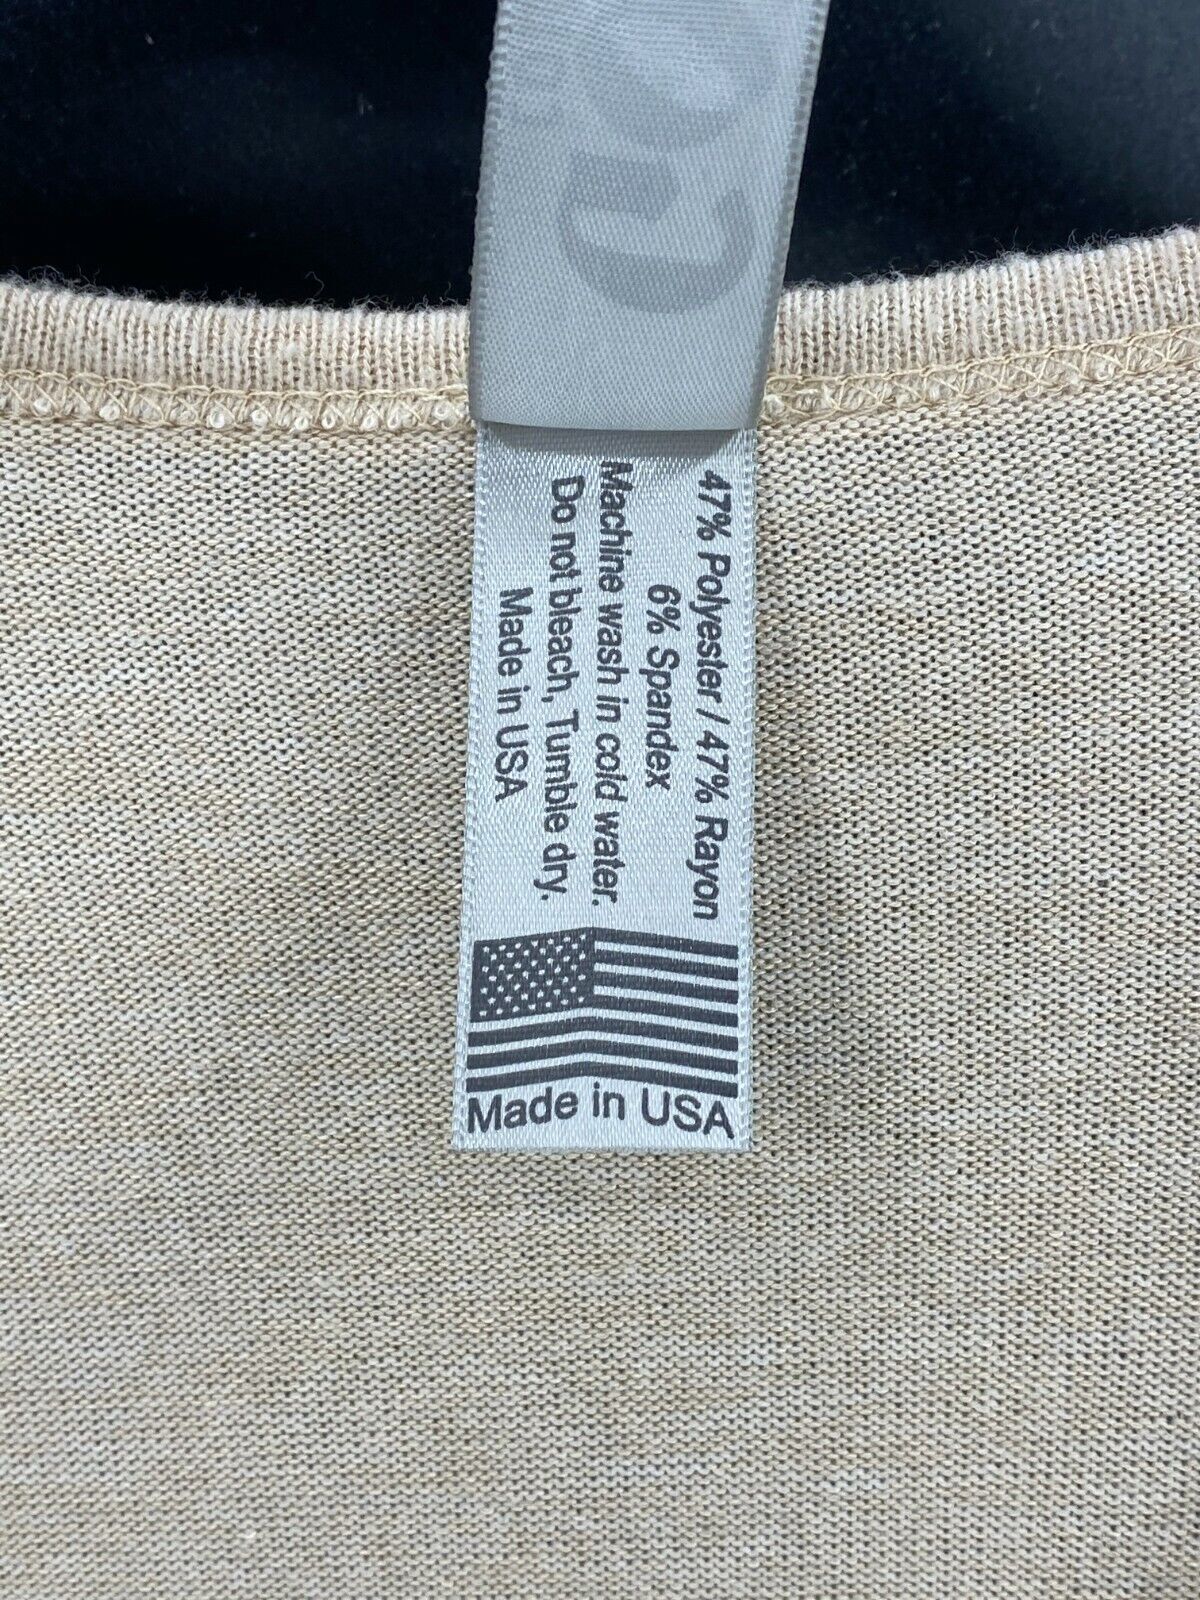 47% Polyester / 47% Rayon
6% Spandex
Machine wash in cold water.
Do not bleach, Tumble dry.
Made in USA
Made in USA